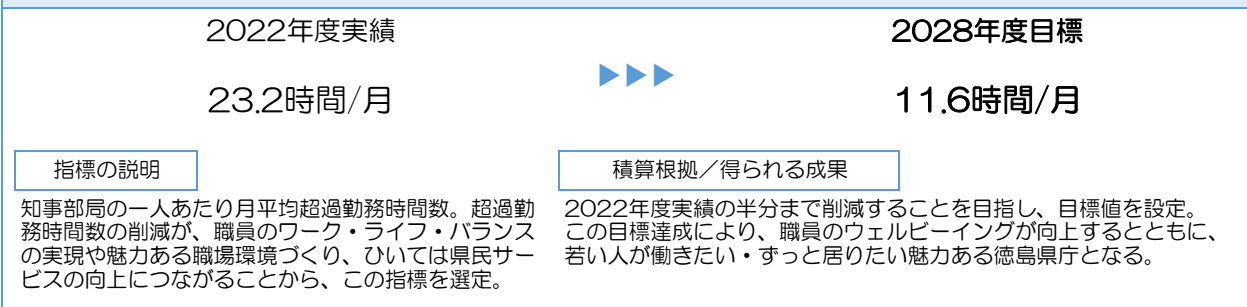 2022年度実績
2028年度目標
23.2時間/月
▶▶▶
11.6時間/月
指標の説明
積算根拠／得られる成果
知事部局の一人あたり月平均超過勤務時間数。超過勤
務時間数の削減が、職員のワーク・ライフ・バランス
の実現や魅力ある職場環境づくり、ひいては県民サー
ビスの向上につながることから、この指標を選定。
2022年度実績の半分まで削減することを目指し、目標値を設定。
この目標達成により、職員のウェルビーイングが向上するとともに、
若い人が働きたい・ずっと居りたい魅力ある徳島県庁となる。